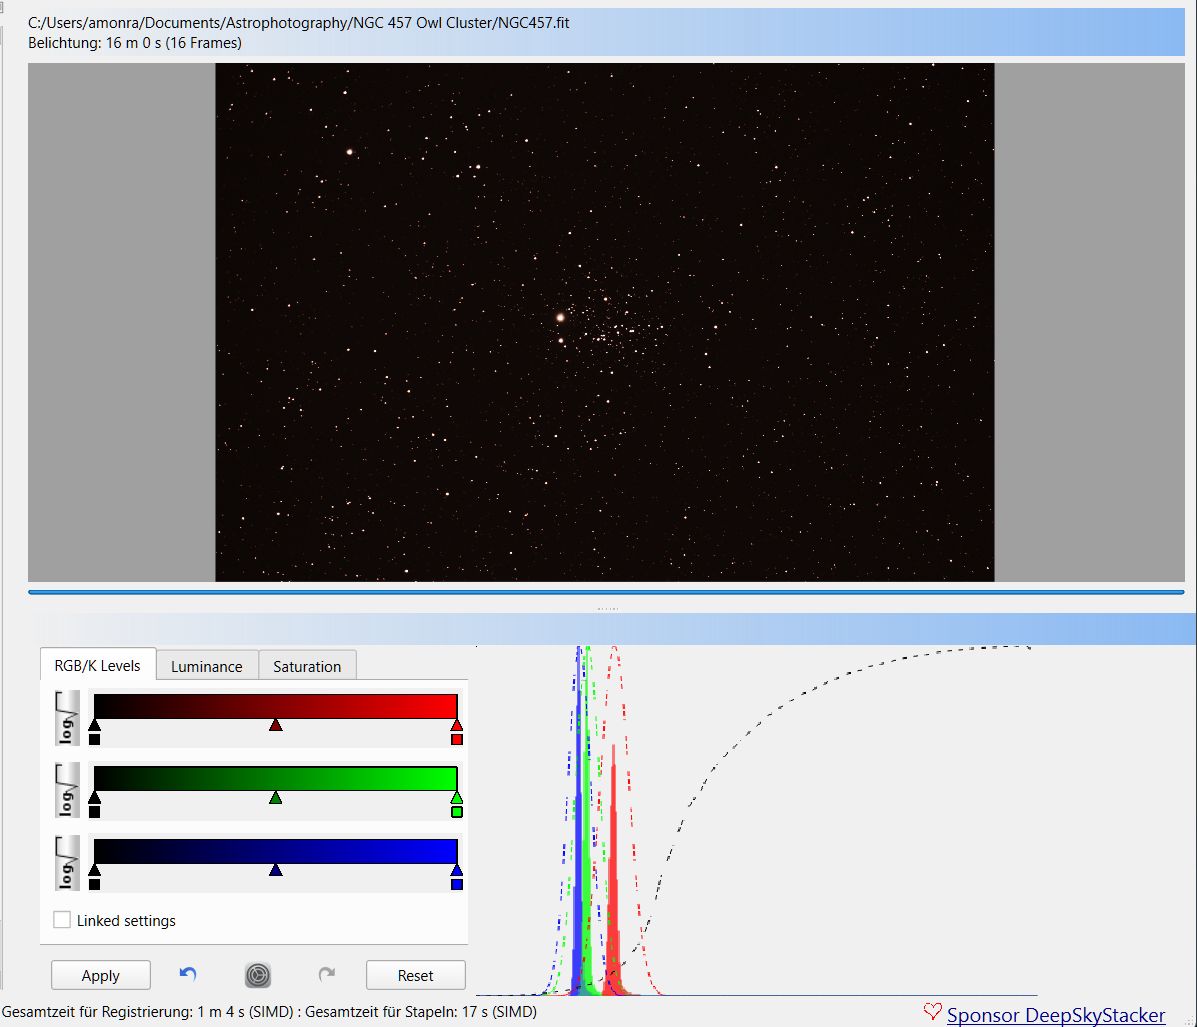 C:/Users/amonra/Documents/Astrophotography/NGC 457 Owl Cluster/NGC457.fit
Belichtung: 16 m 0 s (16 Frames)
RGB/K Levels
Luminance
Saturation
log√
log√
log√
Linked settings
Apply
Reset
Gesamtzeit für Registrierung: 1 m 4 s (SIMD) : Gesamtzeit für Stapeln: 17 s (SIMD)
Sponsor DeepSkyStacker